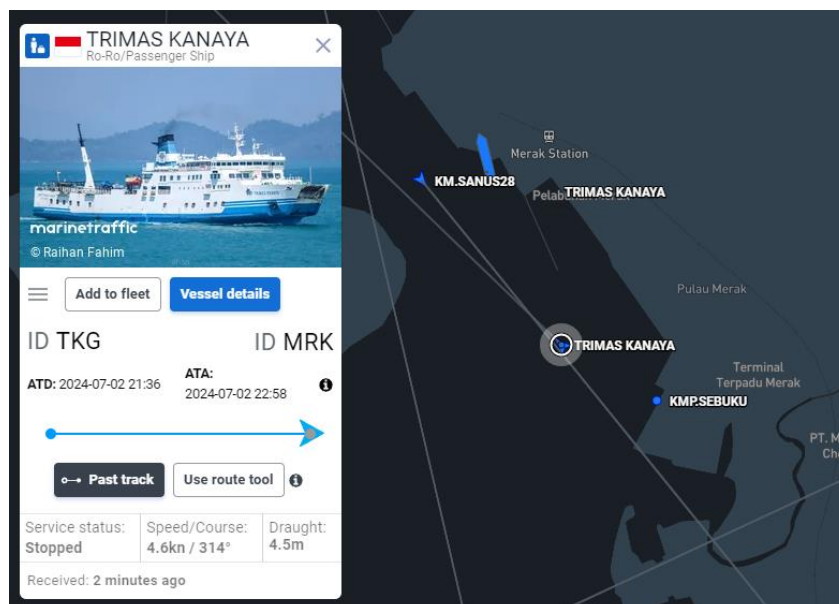 TRIMAS KANAYA
Ro-Ro/Passenger Ship
marinetraffic
© Raihan Fahim
Add to fleet
Vessel details
ID TKG
ID MRK
ATD: 2024-07-02 21:36
ATA:
2024-07-02 22:58
Past track
Use route tool
Service status:
Stopped
Speed/Course:
4.6kn / 314°
Draught:
4.5m
Received: 2 minutes ago
Merak Station
KM.SANUS28
TRIMAS KANAYA
Pulau Merak
TRIMAS KANAYA
Terminal
Terpadu Merak
KMP.SEBUKU
PT. M